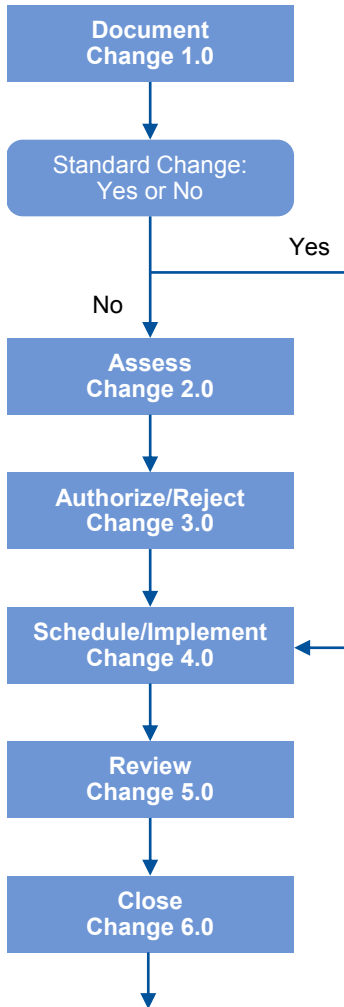 Document
Change 1.0
Standard Change:
Yes or No
Yes
No
Assess
Change 2.0
Authorize/Reject
Change 3.0
Schedule/Implement
Change 4.0
Review
Change 5.0
Close
Change 6.0